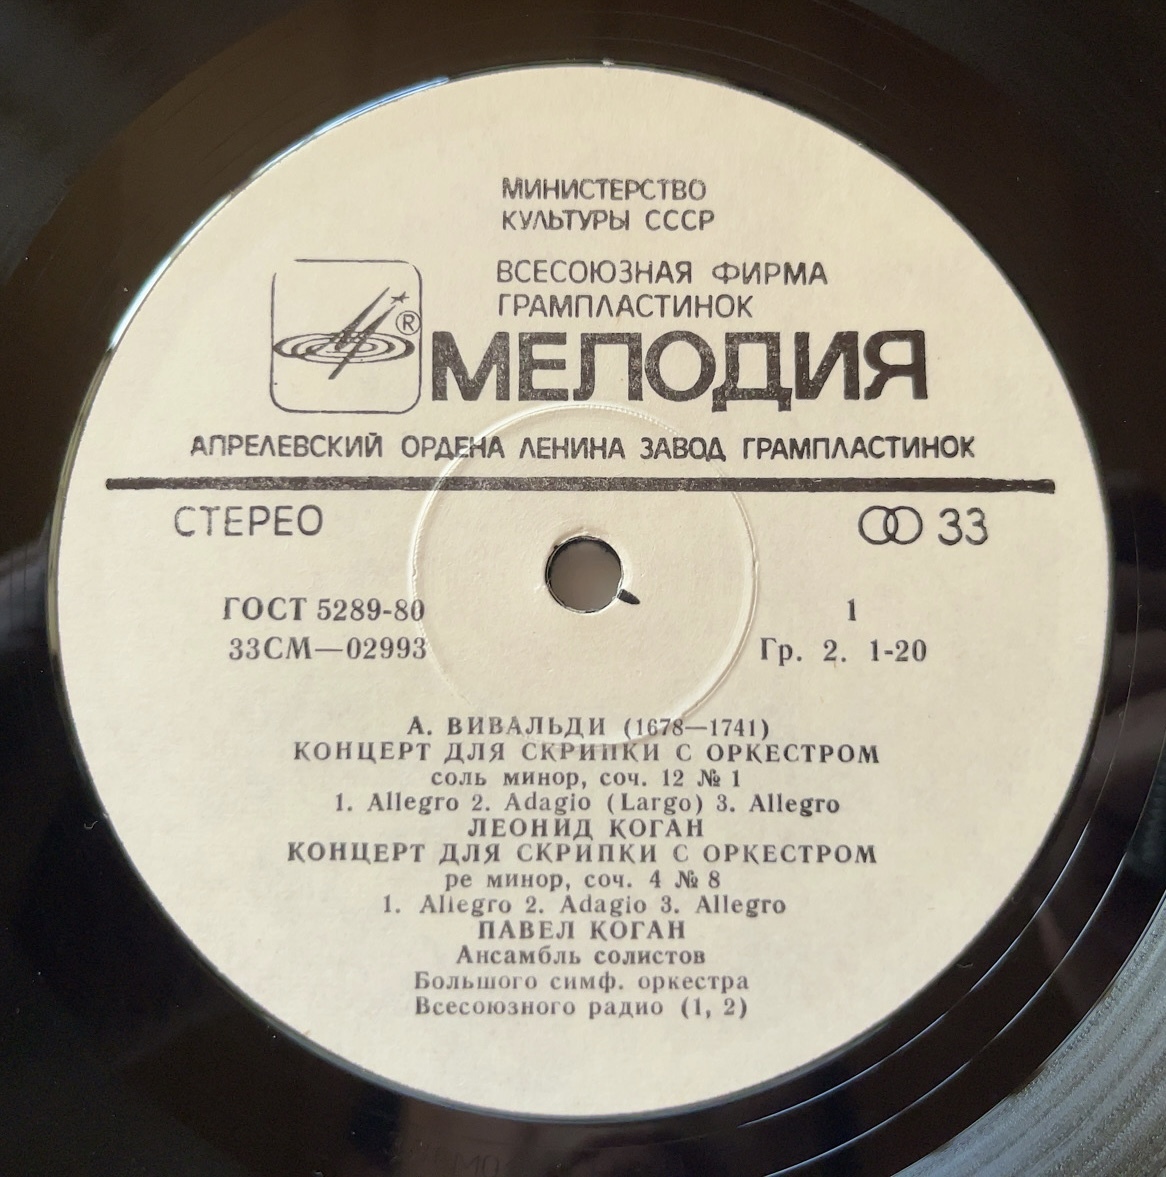 МИНИСТЕРСТВО
КУЛЬТУРЫ СССР
ВСЕСОЮЗНАЯ ФИРМА
ГРАМПЛАСТИНОК
®
МЕЛОДИЯ
АПРЕЛЕВСКИЙ ОРДЕНА ЛЕНИНА ЗАВОД ГРАМПЛАСТИНОК
СТЕРЕО 33
ГОСТ 5289-80 1
33СМ—02993 Гр. 2. 1-20
А. ВИВАЛЬДИ (1678—1741)
КОНЦЕРТ ДЛЯ СКРИПКИ С ОРКЕСТРОМ
соль минор, соч. 12 № 1
1. Allegro 2. Adagio (Largo) 3. Allegro
ЛЕОНИД КОГАН
КОНЦЕРТ ДЛЯ СКРИПКИ С ОРКЕСТРОМ
ре минор, соч. 4 № 8
1. Allegro 2. Adagio 3. Allegro
ПАВЕЛ КОГАН
Ансамбль солистов
Большого симф. оркестра
Всесоюзного радио (1, 2)